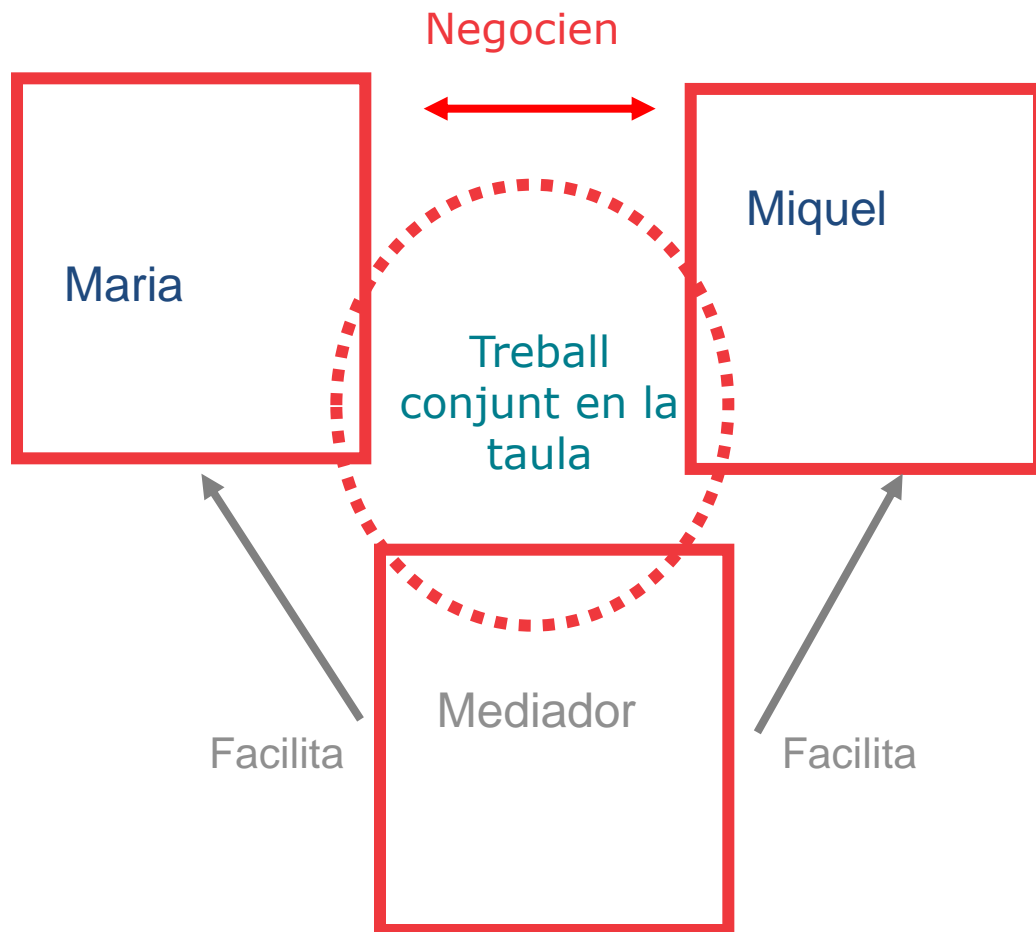 Negocien
Miquel
Maria
Treball
conjunt en la
taula
Mediador
Facilita
Facilita